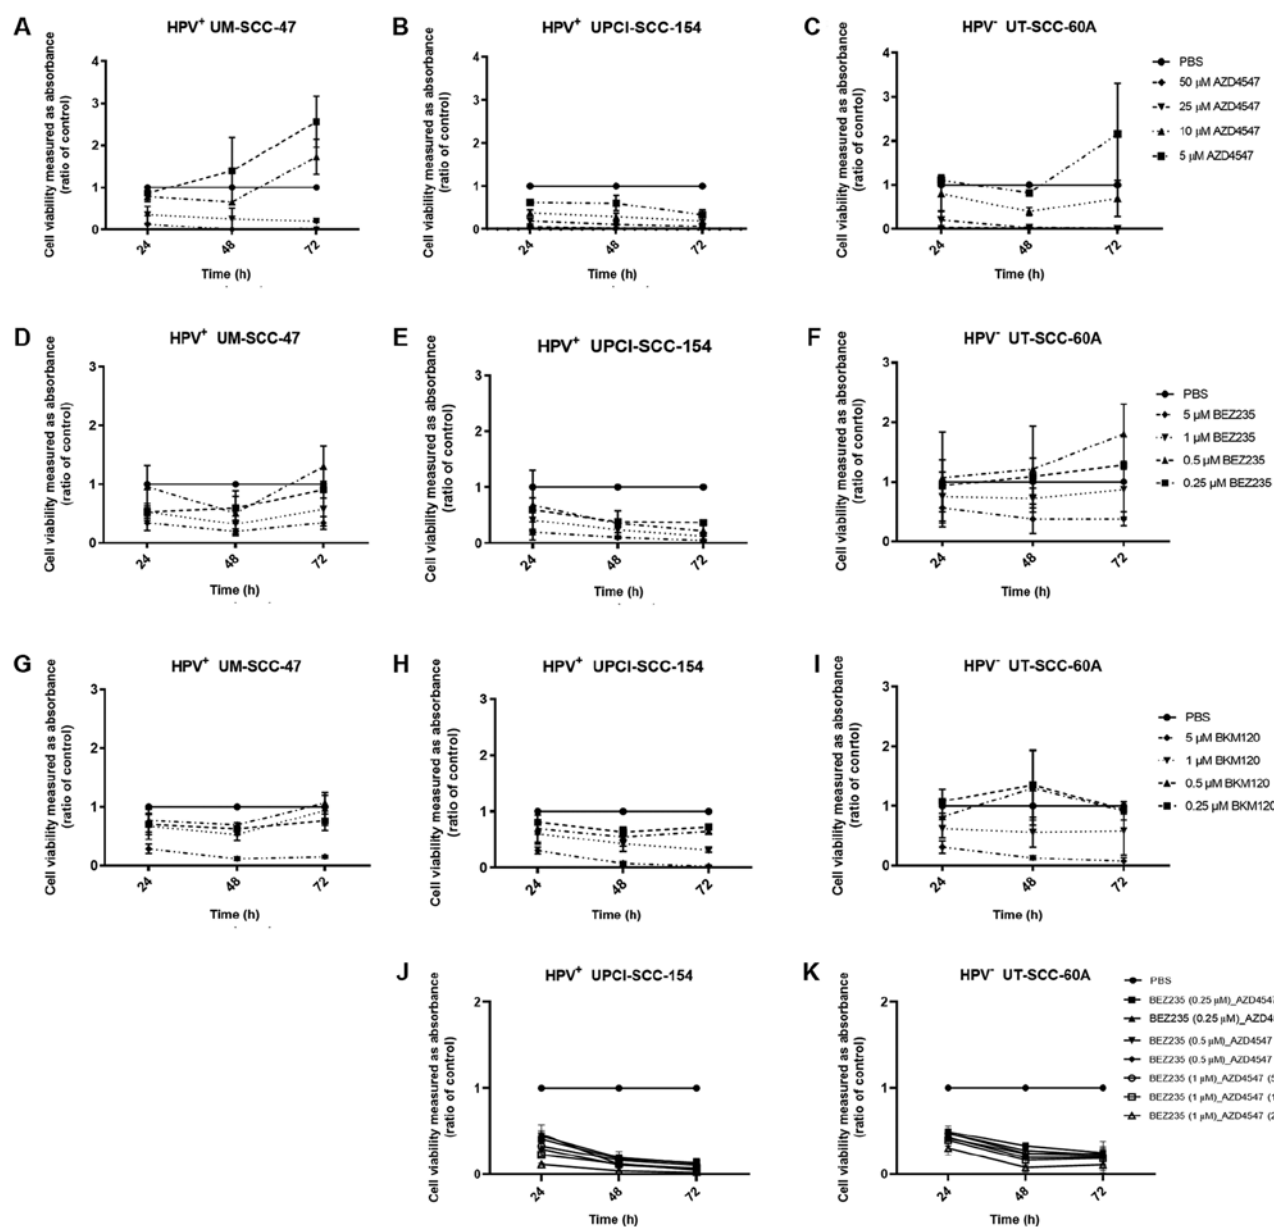 A
HPV+ UM-SCC-47
Cell viability measured as absorbance
(ratio of control)
4
3
2
1
0
24
48
72
Time (h)
B
HPV+ UPCI-SCC-154
Cell viability measured as absorbance
(ratio of control)
4
3
2
1
0
24
48
72
Time (h)
C
HPV- UT-SCC-60A
Cell viability measured as absorbance
(ratio of conrtol)
4
3
2
1
0
24
48
72
Time (h)
PBS
50 µM AZD4547
25 µM AZD4547
10 µM AZD4547
5 µM AZD4547
D
HPV+ UM-SCC-47
Cell viability measured as absorbance
(ratio of control)
3
2
1
0
24
48
72
Time (h)
E
HPV+ UPCI-SCC-154
Cell viability measured as absorbance
(ratio of control)
3
2
1
0
24
48
72
Time (h)
F
HPV- UT-SCC-60A
Cell viability measured as absorbance
(ratio of conrtol)
3
2
1
0
24
48
72
Time (h)
PBS
5 µM BEZ235
1 µM BEZ235
0.5 µM BEZ235
0.25 µM BEZ235
G
HPV+ UM-SCC-47
Cell viability measured as absorbance
(ratio of control)
3
2
1
0
24
48
72
Time (h)
H
HPV+ UPCI-SCC-154
Cell viability measured as absorbance
(ratio of control)
3
2
1
0
24
48
72
Time (h)
I
HPV- UT-SCC-60A
Cell viability measured as absorbance
(ratio of conrtol)
3
2
1
0
24
48
72
Time (h)
PBS
5 µM BKM120
1 µM BKM120
0.5 µM BKM120
0.25 µM BKM120
J
HPV+ UPCI-SCC-154
Cell viability measured as absorbance
(ratio of control)
2
1
0
24
48
72
Time (h)
K
HPV- UT-SCC-60A
Cell viability measured as absorbance
(ratio of control)
2
1
0
24
48
72
Time (h)
PBS
BEZ235 (0.25 µM)_AZD4547
BEZ235 (0.25 µM)_AZD4
BEZ235 (0.5 µM)_AZD4547
BEZ235 (0.5 µM)_AZD4547
BEZ235 (1 µM)_AZD4547 (5
BEZ235 (1 µM)_AZD4547 (1
BEZ235 (1 µM)_AZD4547 (2